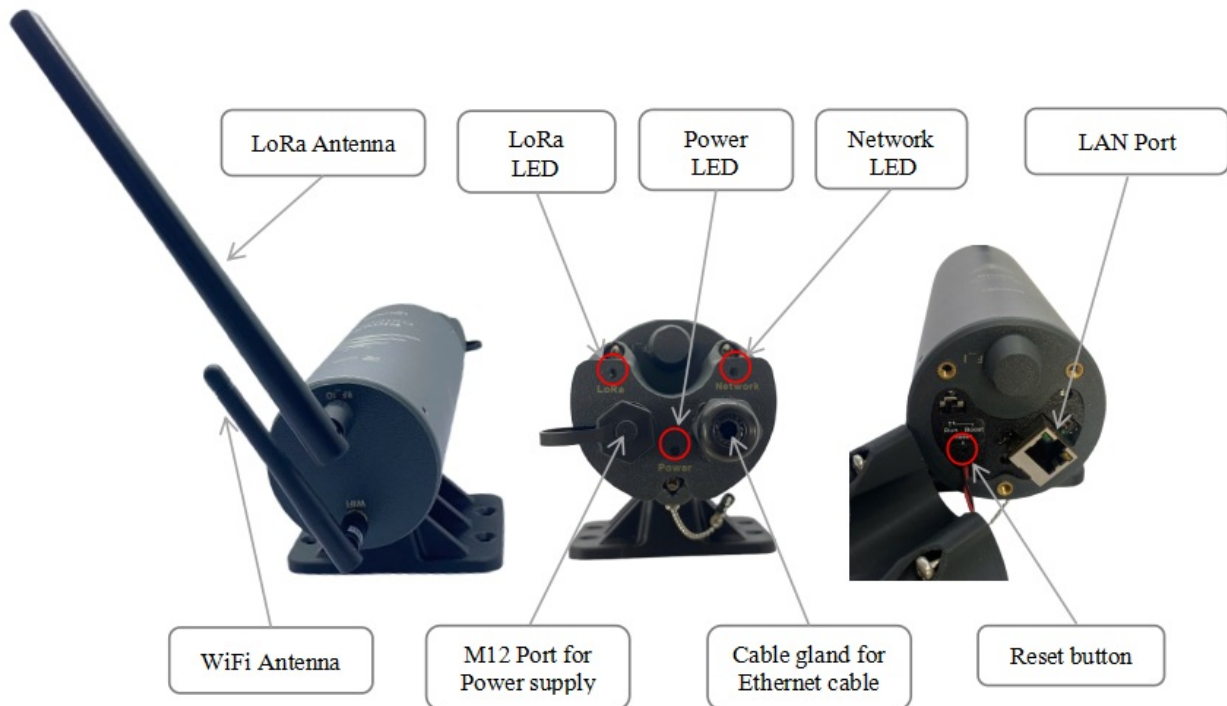 LoRa Antenna
LoRa
LED
Power
LED
Network
LED
LAN Port
LoRa
Network
Power
WIFI
WiFi Antenna
M12 Port for
Power supply
Cable gland for
Ethernet cable
Reset button